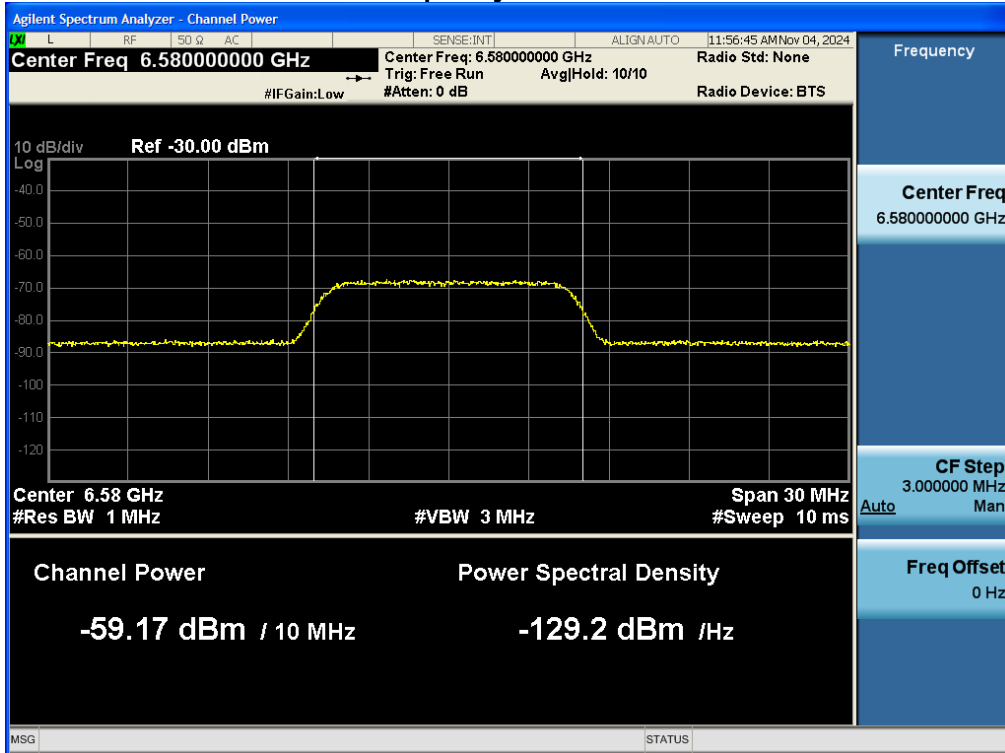 Agilent Spectrum Analyzer - Channel Power
LXI L RF 50 Ω AC SENSE:INT ALIGN AUTO 11:56:45 AM Nov 04, 2024
Center Freq 6.580000000 GHz
Center Freq: 6.580000000 GHz
Radio Std: None
Trig: Free Run Avg|Hold: 10/10
#IFGain:Low
#Atten: 0 dB
Radio Device: BTS
10 dB/div Ref -30.00 dBm
Log
-40.0
-50.0
-60.0
-70.0
-80.0
-90.0
-100
-110
-120
Center 6.58 GHz Span 30 MHz
#Res BW 1 MHz #VBW 3 MHz #Sweep 10 ms
Channel Power Power Spectral Density
-59.17 dBm / 10 MHz -129.2 dBm /Hz
MSG STATUS
Frequency
Center Freq
6.580000000 GHz
CF Step
3.000000 MHz
Auto Man
Freq Offset
0 Hz